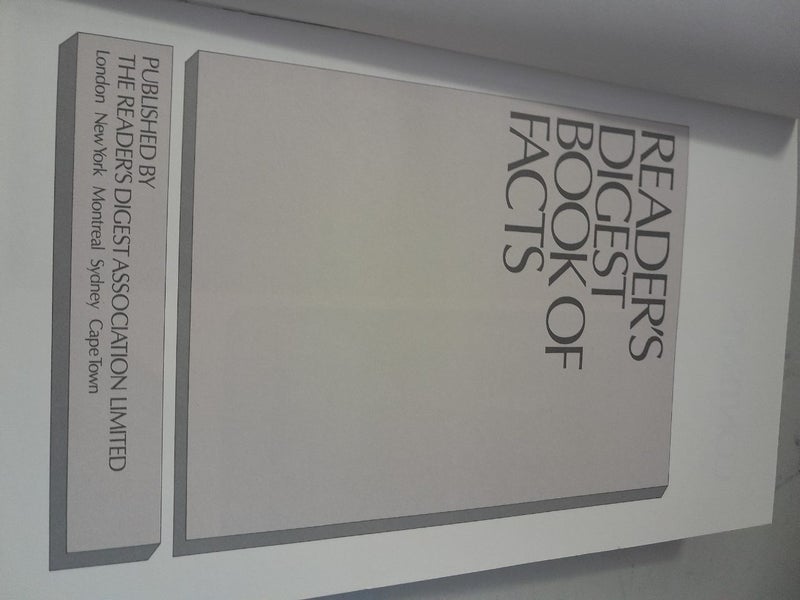 READER'S
DIGEST
BOOK OF
FACTS
PUBLISHED BY
THE READER'S DIGEST ASSOCIATION LIMITED
London New York Montreal Sydney Cape Town